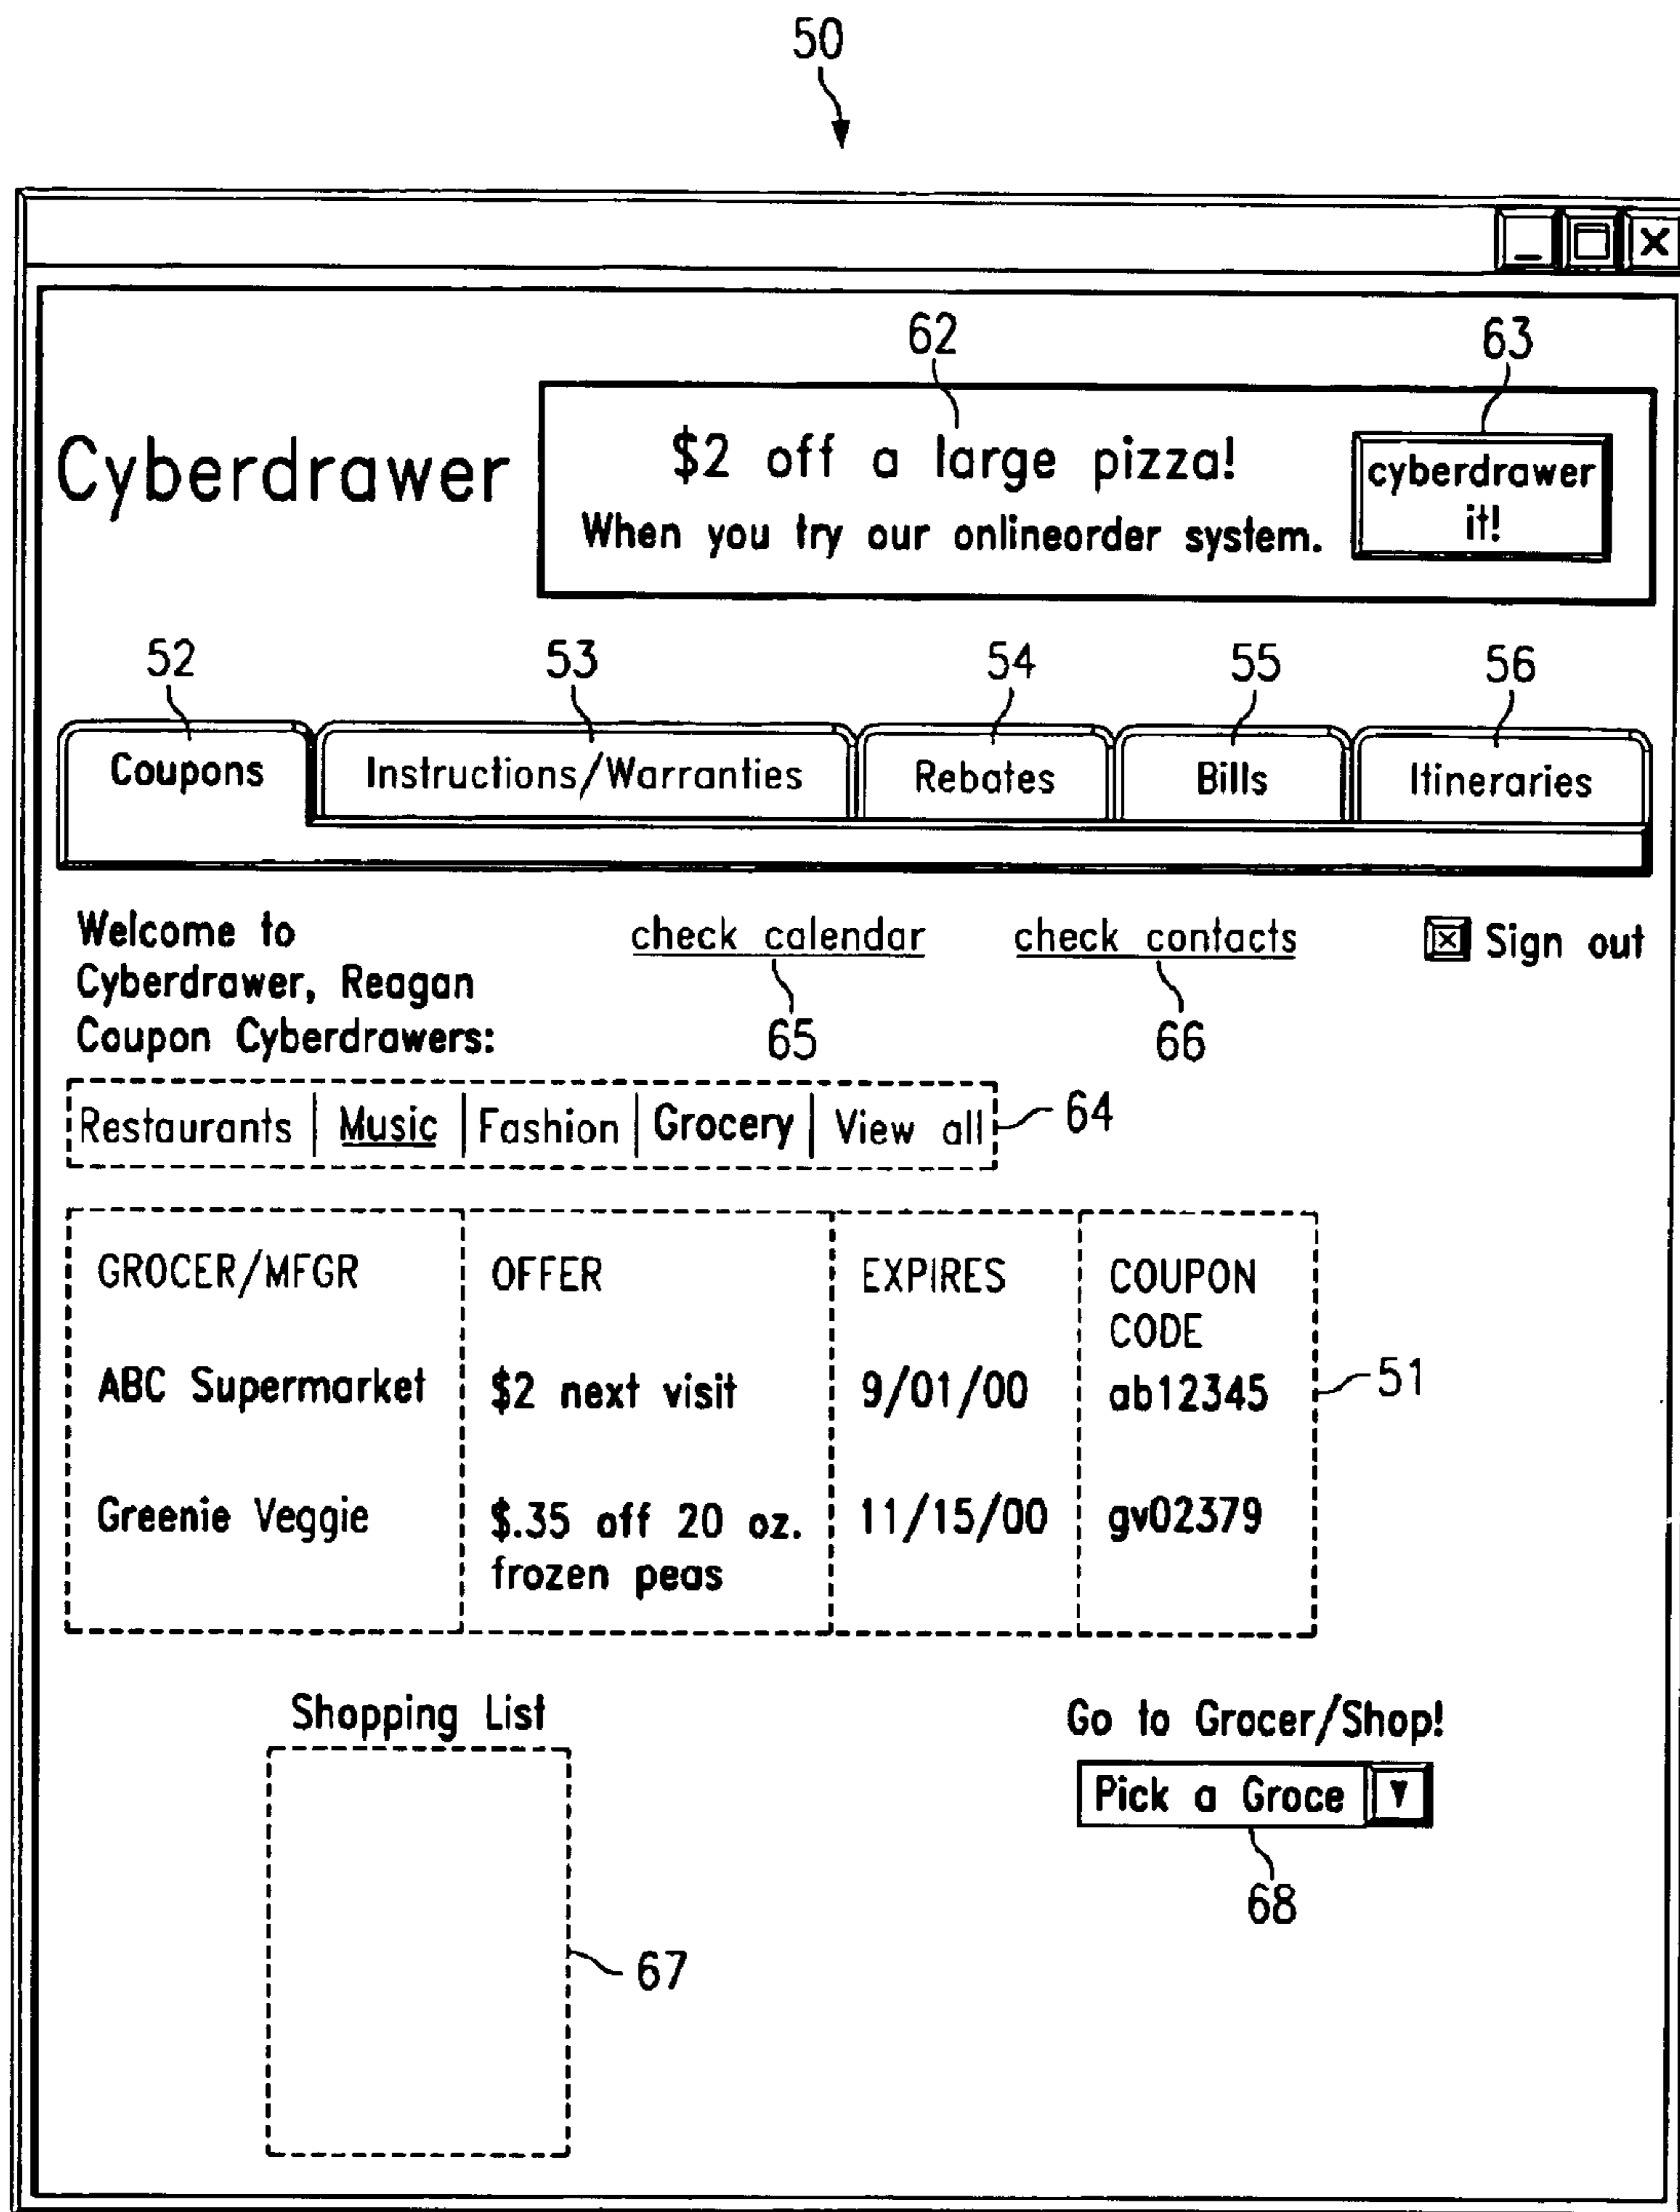 50
62 63
Cyberdrawer
$2 off a large pizza!
When you try our onlineorder system.
cyberdrawer
it!
52 53 54 55 56
Coupons Instructions/Warranties Rebates Bills Itineraries
Welcome to
Cyberdrawer, Reagan
Coupon Cyberdrawers:
check calendar check contacts Sign out
65 66
Restaurants Music Fashion Grocery View all 64
GROCER/MFGR OFFER EXPIRES COUPON
CODE
ABC Supermarket $2 next visit 9/01/00 ab12345 51
Greenie Veggie $.35 off 20 oz. 11/15/00 gv02379
frozen peas
Shopping List Go to Grocer/Shop!
Pick a Groce
68
67